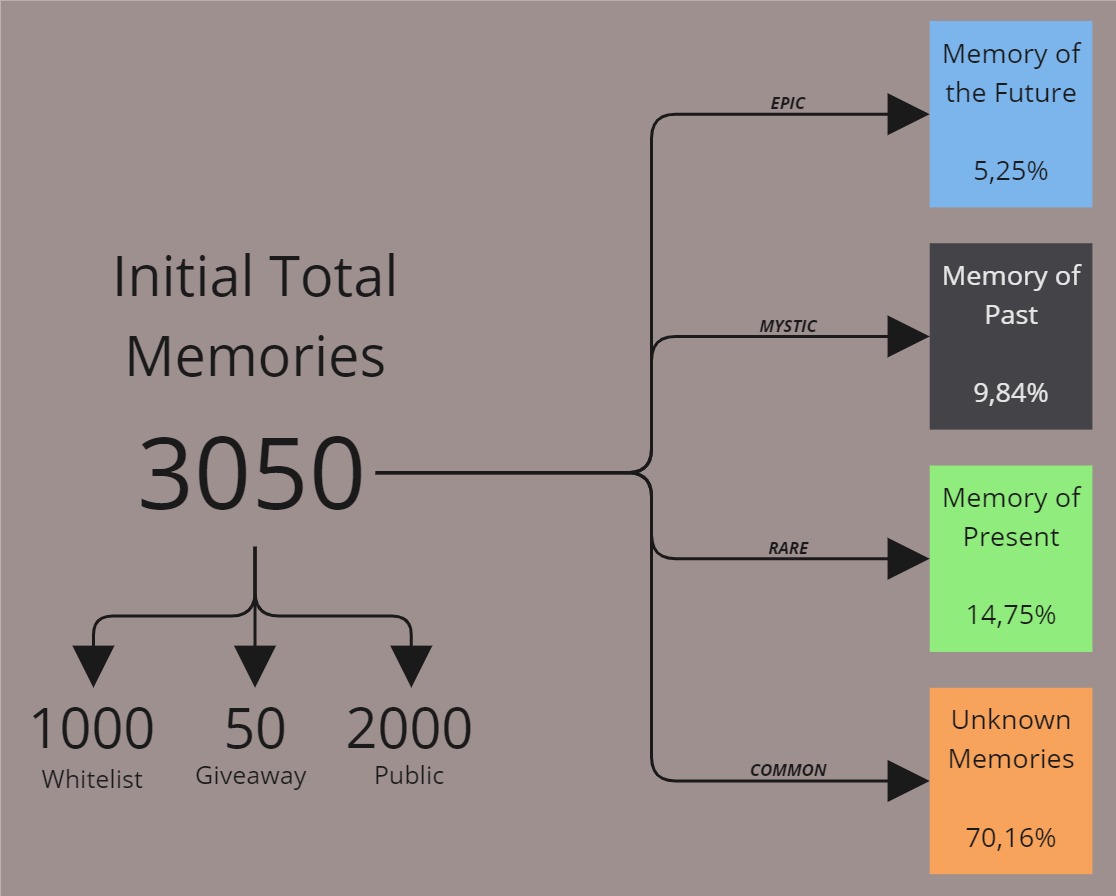 Initial Total
Memories
3050
1000
Whitelist
50
Giveaway
2000
Public
EPIC
Memory of
the Future
5,25%
MYSTIC
Memory of
Past
9,84%
RARE
Memory of
Present
14,75%
COMMON
Unknown
Memories
70,16%